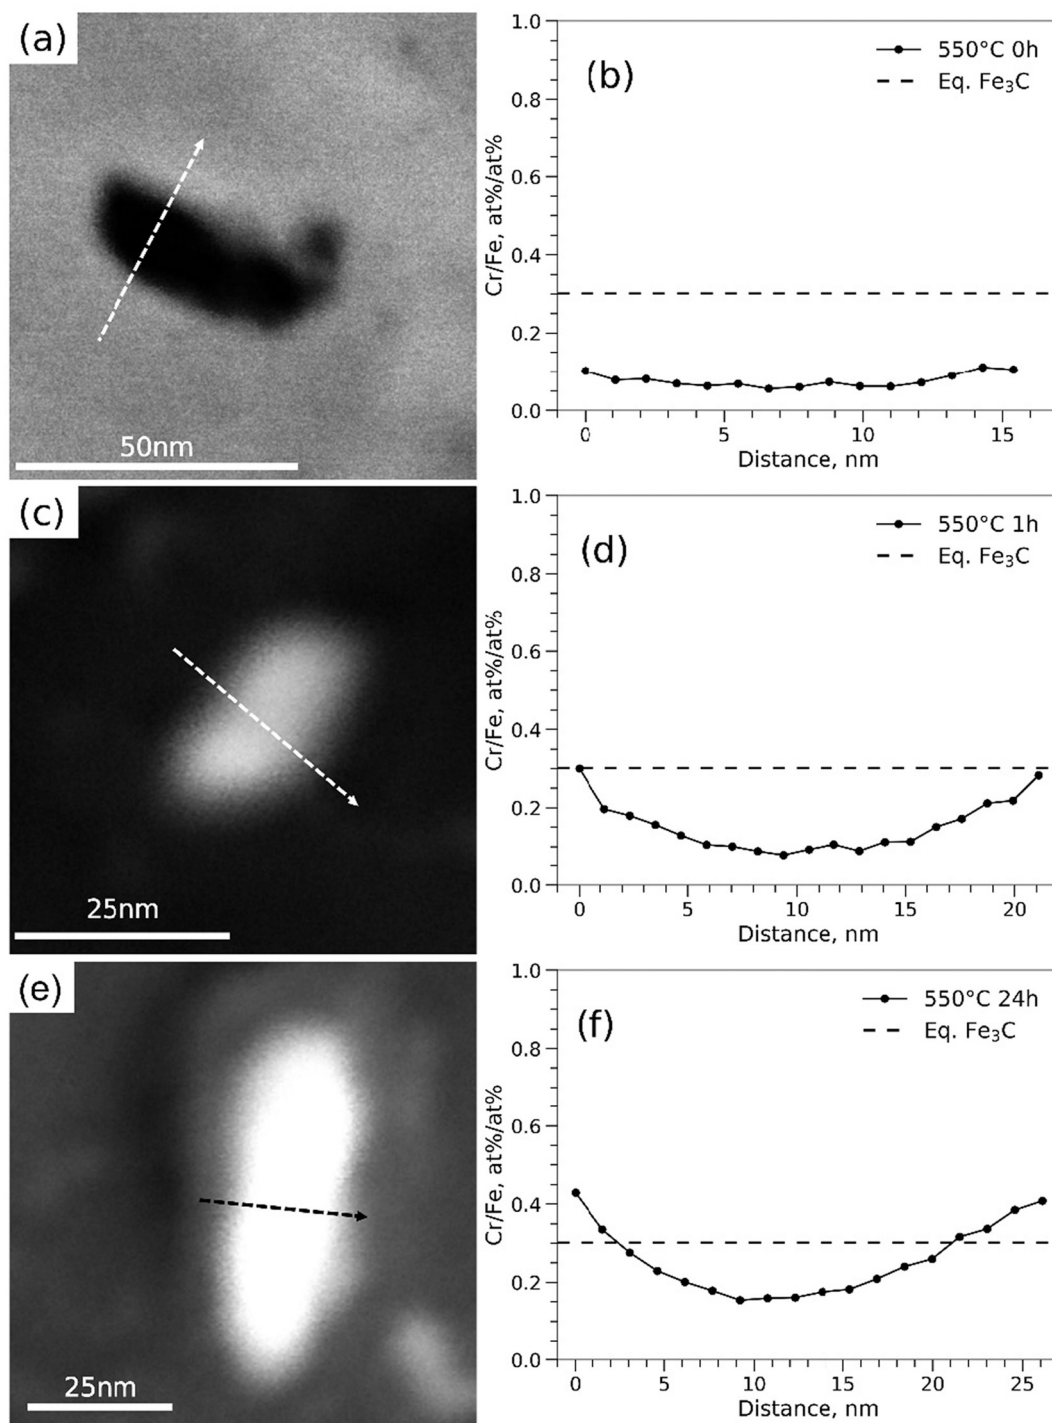 (a)
50nm
(b)
550°C 0h
Eq. Fe₃C
Cr/Fe, at%/at%
1.0
0.8
0.6
0.4
0.2
0.0
0 5 10 15
Distance, nm
(c)
25nm
(d)
550°C 1h
Eq. Fe₃C
Cr/Fe, at%/at%
1.0
0.8
0.6
0.4
0.2
0.0
0 5 10 15 20
Distance, nm
(e)
25nm
(f)
550°C 24h
Eq. Fe₃C
Cr/Fe, at%/at%
1.0
0.8
0.6
0.4
0.2
0.0
0 5 10 15 20 25
Distance, nm